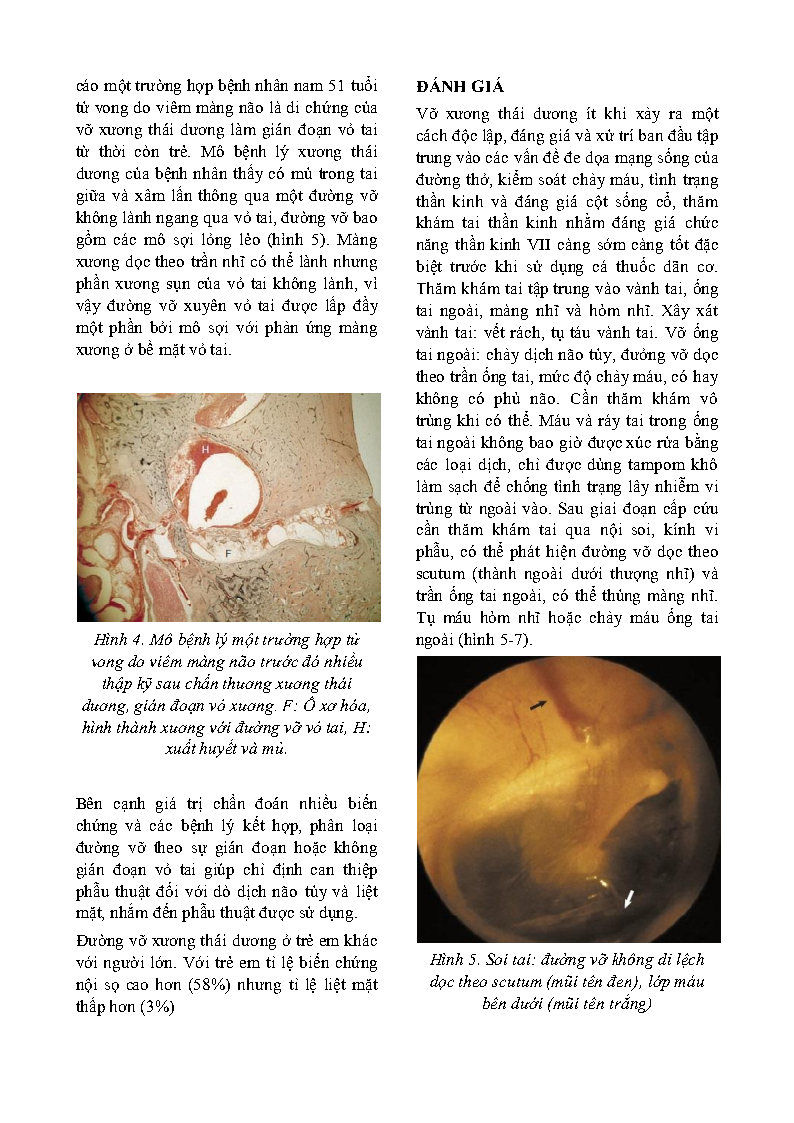 cáo một trường hợp bệnh nhân nam 51 tuổi
tử vong do viêm màng não là di chứng của
vỡ xương thái dương làm gián đoạn vỏ tai
từ thời còn trẻ. Mô bệnh lý xương thái
dương của bệnh nhân thấy có mủ trong tai
giữa và xâm lấn thông qua một đường vỡ
không lành ngang qua vỏ tai, đường vỡ bao
gồm các mô sợi lỏng lẻo (hình 5). Màng
xương dọc theo trần nhĩ có thể lành nhưng
phần xương sụn của vỏ tai không lành, vì
vậy đường vỡ xuyên vỏ tai được lấp đầy
một phần bởi mô sợi với phản ứng màng
xương ở bề mặt vỏ tai.
H
F
Hình 4. Mô bệnh lý một trường hợp tử
vong do viêm màng não trước đó nhiều
thập kỹ sau chấn thương xương thái
dương, gián đoạn vỏ xương. F: Ổ xơ hóa,
hình thành xương với đường vỡ vỏ tai, H:
xuất huyết và mủ.
Bên cạnh giá trị chẩn đoán nhiều biến
chứng và các bệnh lý kết hợp, phân loại
đường vỡ theo sự gián đoạn hoặc không
gián đoạn vỏ tai giúp chỉ định can thiệp
phẫu thuật đối với dò dịch não tủy và liệt
mặt, nhắm đến phẫu thuật được sử dụng.
Đường vỡ xương thái dương ở trẻ em khác
với người lớn. Với trẻ em tỉ lệ biến chứng
nội sọ cao hơn (58%) nhưng tỉ lệ liệt mặt
thấp hơn (3%)
ĐÁNH GIÁ
Vỡ xương thái dương ít khi xảy ra một
cách độc lập, đáng giá và xử trí ban đầu tập
trung vào các vấn đề đe dọa mạng sống của
đường thở, kiểm soát chảy máu, tình trạng
thần kinh và đáng giá cột sống cổ, thăm
khám tai thần kinh nhằm đáng giá chức
năng thần kinh VII càng sớm càng tốt đặc
biệt trước khi sử dụng cá thuốc dãn cơ.
Thăm khám tai tập trung vào vành tai, ống
tai ngoài, màng nhĩ và hòm nhĩ. Xây xát
vành tai: vết rách, tụ táu vành tai. Vỡ ống
tai ngoài: chảy dịch não tủy, đường vỡ dọc
theo trần ống tai, mức độ chảy máu, có hay
không có phù não. Cần thăm khám vô
trùng khi có thể. Máu và ráy tai trong ống
tai ngoài không bao giờ được xúc rửa bằng
các loại dịch, chỉ được dùng tampom khô
làm sạch để chống tình trạng lây nhiễm vi
trùng từ ngoài vào. Sau giai đoạn cấp cứu
cần thăm khám tai qua nội soi, kính vi
phẫu, có thể phát hiện đường vỡ dọc theo
scutum (thành ngoài dưới thượng nhĩ) và
trần ống tai ngoài, có thể thủng màng nhĩ.
Tụ máu hòm nhĩ hoặc chảy máu ống tai
ngoài (hình 5-7).
Hình 5. Soi tai: đường vỡ không di lệch
dọc theo scutum (mũi tên đen), lớp máu
bên dưới (mũi tên trắng)